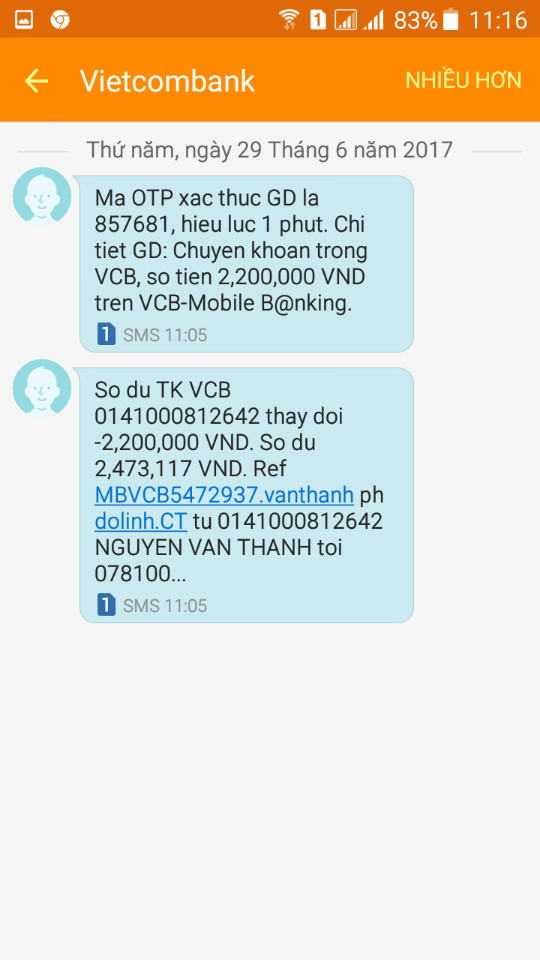 83% 11:16
Vietcombank
NHIỀU HƠN
Thứ năm, ngày 29 Tháng 6 năm 2017
Ma OTP xac thuc GD la
857681, hieu luc 1 phut. Chi
tiet GD: Chuyen khoan trong
VCB, so tien 2,200,000 VND
tren VCB-Mobile B@nking.
1 SMS 11:05
So du TK VCB
0141000812642 thay doi
-2,200,000 VND. So du
2,473,117 VND. Ref
MBVCB5472937.vanthanh ph
dolinh.CT tu 0141000812642
NGUYEN VAN THANH toi
078100...
1 SMS 11:05